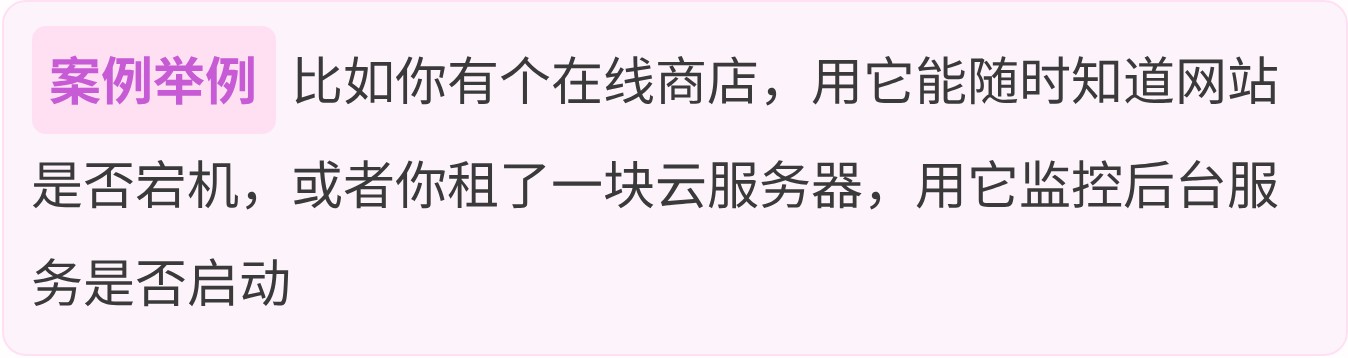 案例举例 比如你有个在线商店，用它能随时知道网站
是否宕机，或者你租了一块云服务器，用它监控后台服
务是否启动